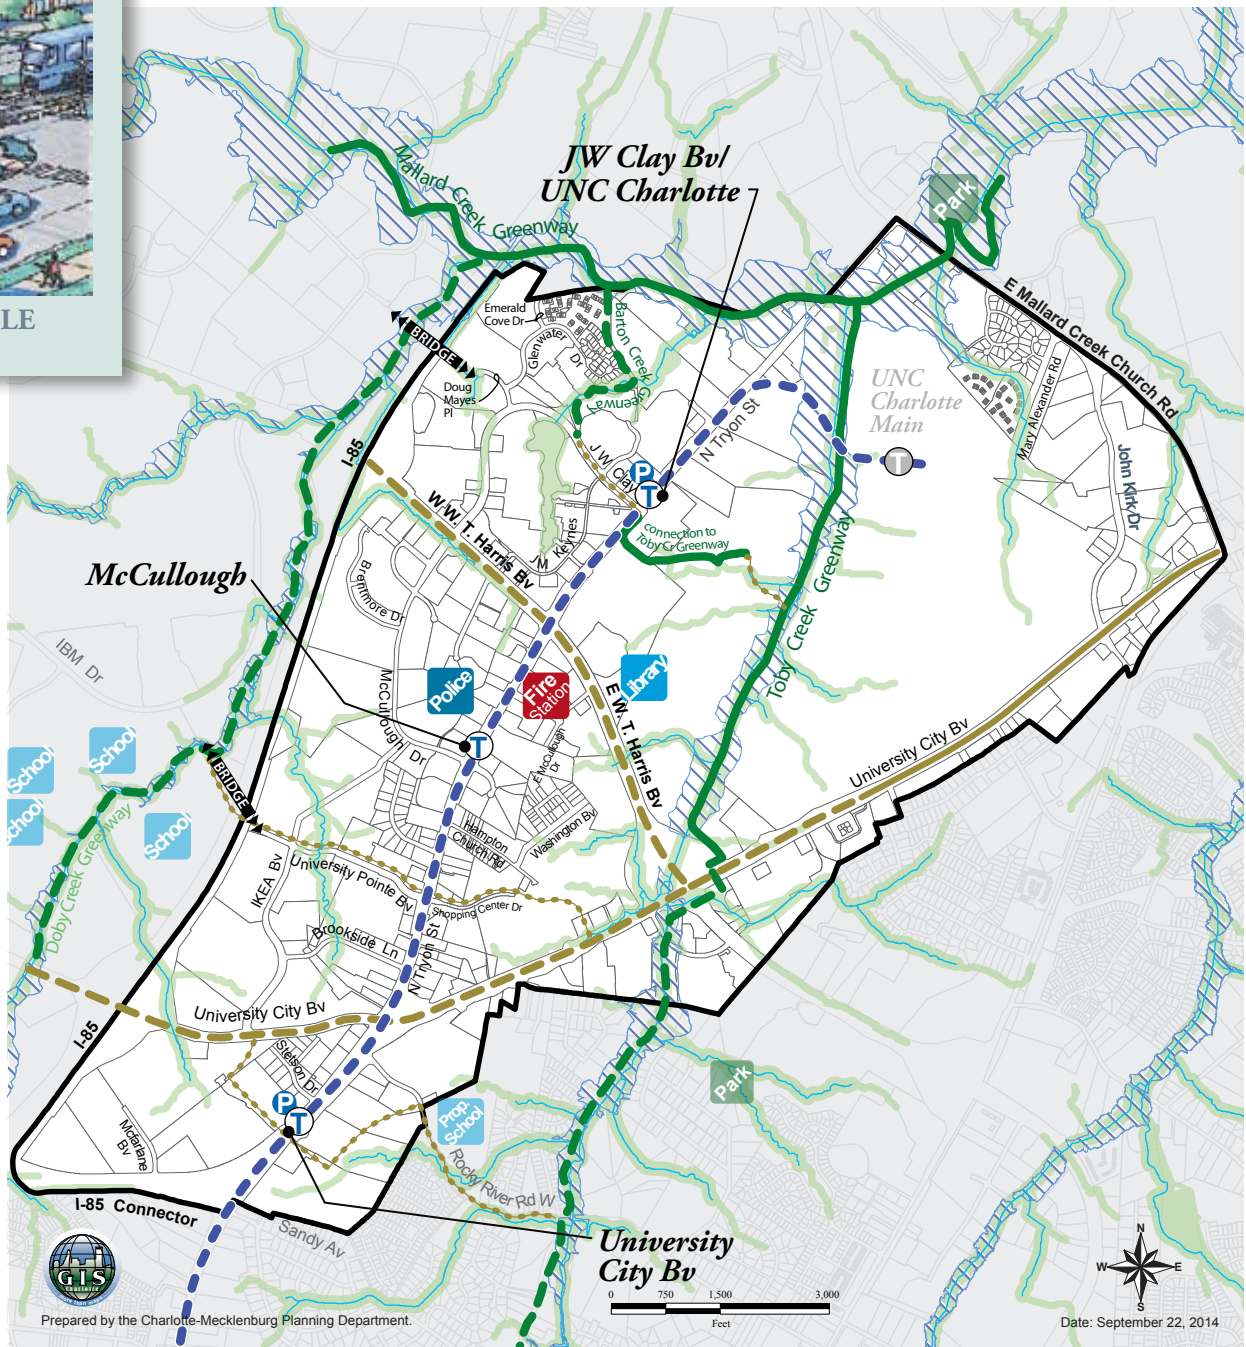 LE
JW Clay Bv/
UNC Charlotte
Mallard Creek Greenway
Park
E Mallard Creek Church Rd
Emerald
Cove Dr
Glenwater Dr
Barton Creek Greenway
BRIDGE
Doug
Mayes
Pl
UNC
Charlotte
Main
T
Mary Alexander Rd
John Kirk Dr
N Tryon St
I-85
J W Clay
P
T
W W. T. Harris Bv
JM Keynes
connection to
Toby Cr Greenway
Toby Creek Greenway
McCullough
Brentmore Dr
IBM Dr
Police
Fire
Station
Library
McCullough Dr
E W. T. Harris Bv
T
E McCullough
Dr
University City Bv
School
School
School
School
BRIDGE
Doby Creek Greenway
Hampton
Church Rd
Washington Bv
IKEA Bv
University Pointe Bv
Shopping Center Dr
Brookside Ln
N Tryon St
University City Bv
I-85
Stetson Dr
P
T
Prop.
School
Park
Mcfarlane
Bv
Rocky River Rd W
I-85 Connector
Sandy Av
University
City Bv
GIS
N
W
E
S
0 750 1,500 3,000
Feet
Prepared by the Charlotte-Mecklenburg Planning Department.
Date: September 22, 2014